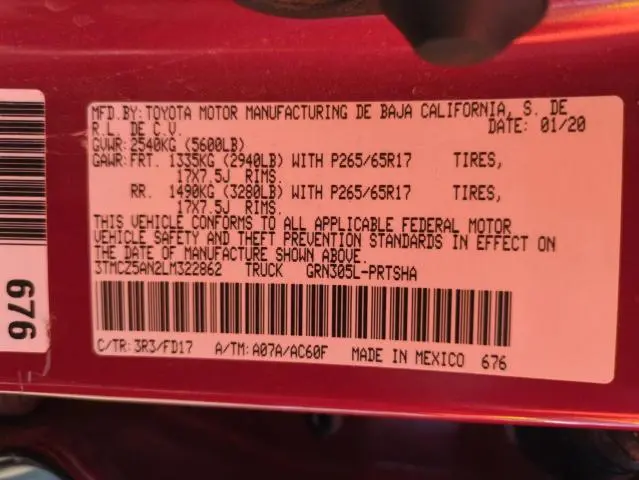 MFD.BY:TOYOTA MOTOR MANUFACTURING DE BAJA CALIFORNIA, S. DE
R.L. DE C.V. DATE: 01/20
GVWR:2540KG (5600LB)
GAWR:FRT. 1335KG (2940LB) WITH P265/65R17 TIRES,
17X7.5J RIMS.
RR. 1490KG (3280LB) WITH P265/65R17 TIRES,
17X7.5J RIMS.
THIS VEHICLE CONFORMS TO ALL APPLICABLE FEDERAL MOTOR
VEHICLE SAFETY AND THEFT PREVENTION STANDARDS IN EFFECT ON
THE DATE OF MANUFACTURE SHOWN ABOVE.
3TMCZ5AN2LM322862 TRUCK GRN305L-PRTSHA
C/TR:3R3/FD17 A/TM:A07A/AC60F MADE IN MEXICO 676
676